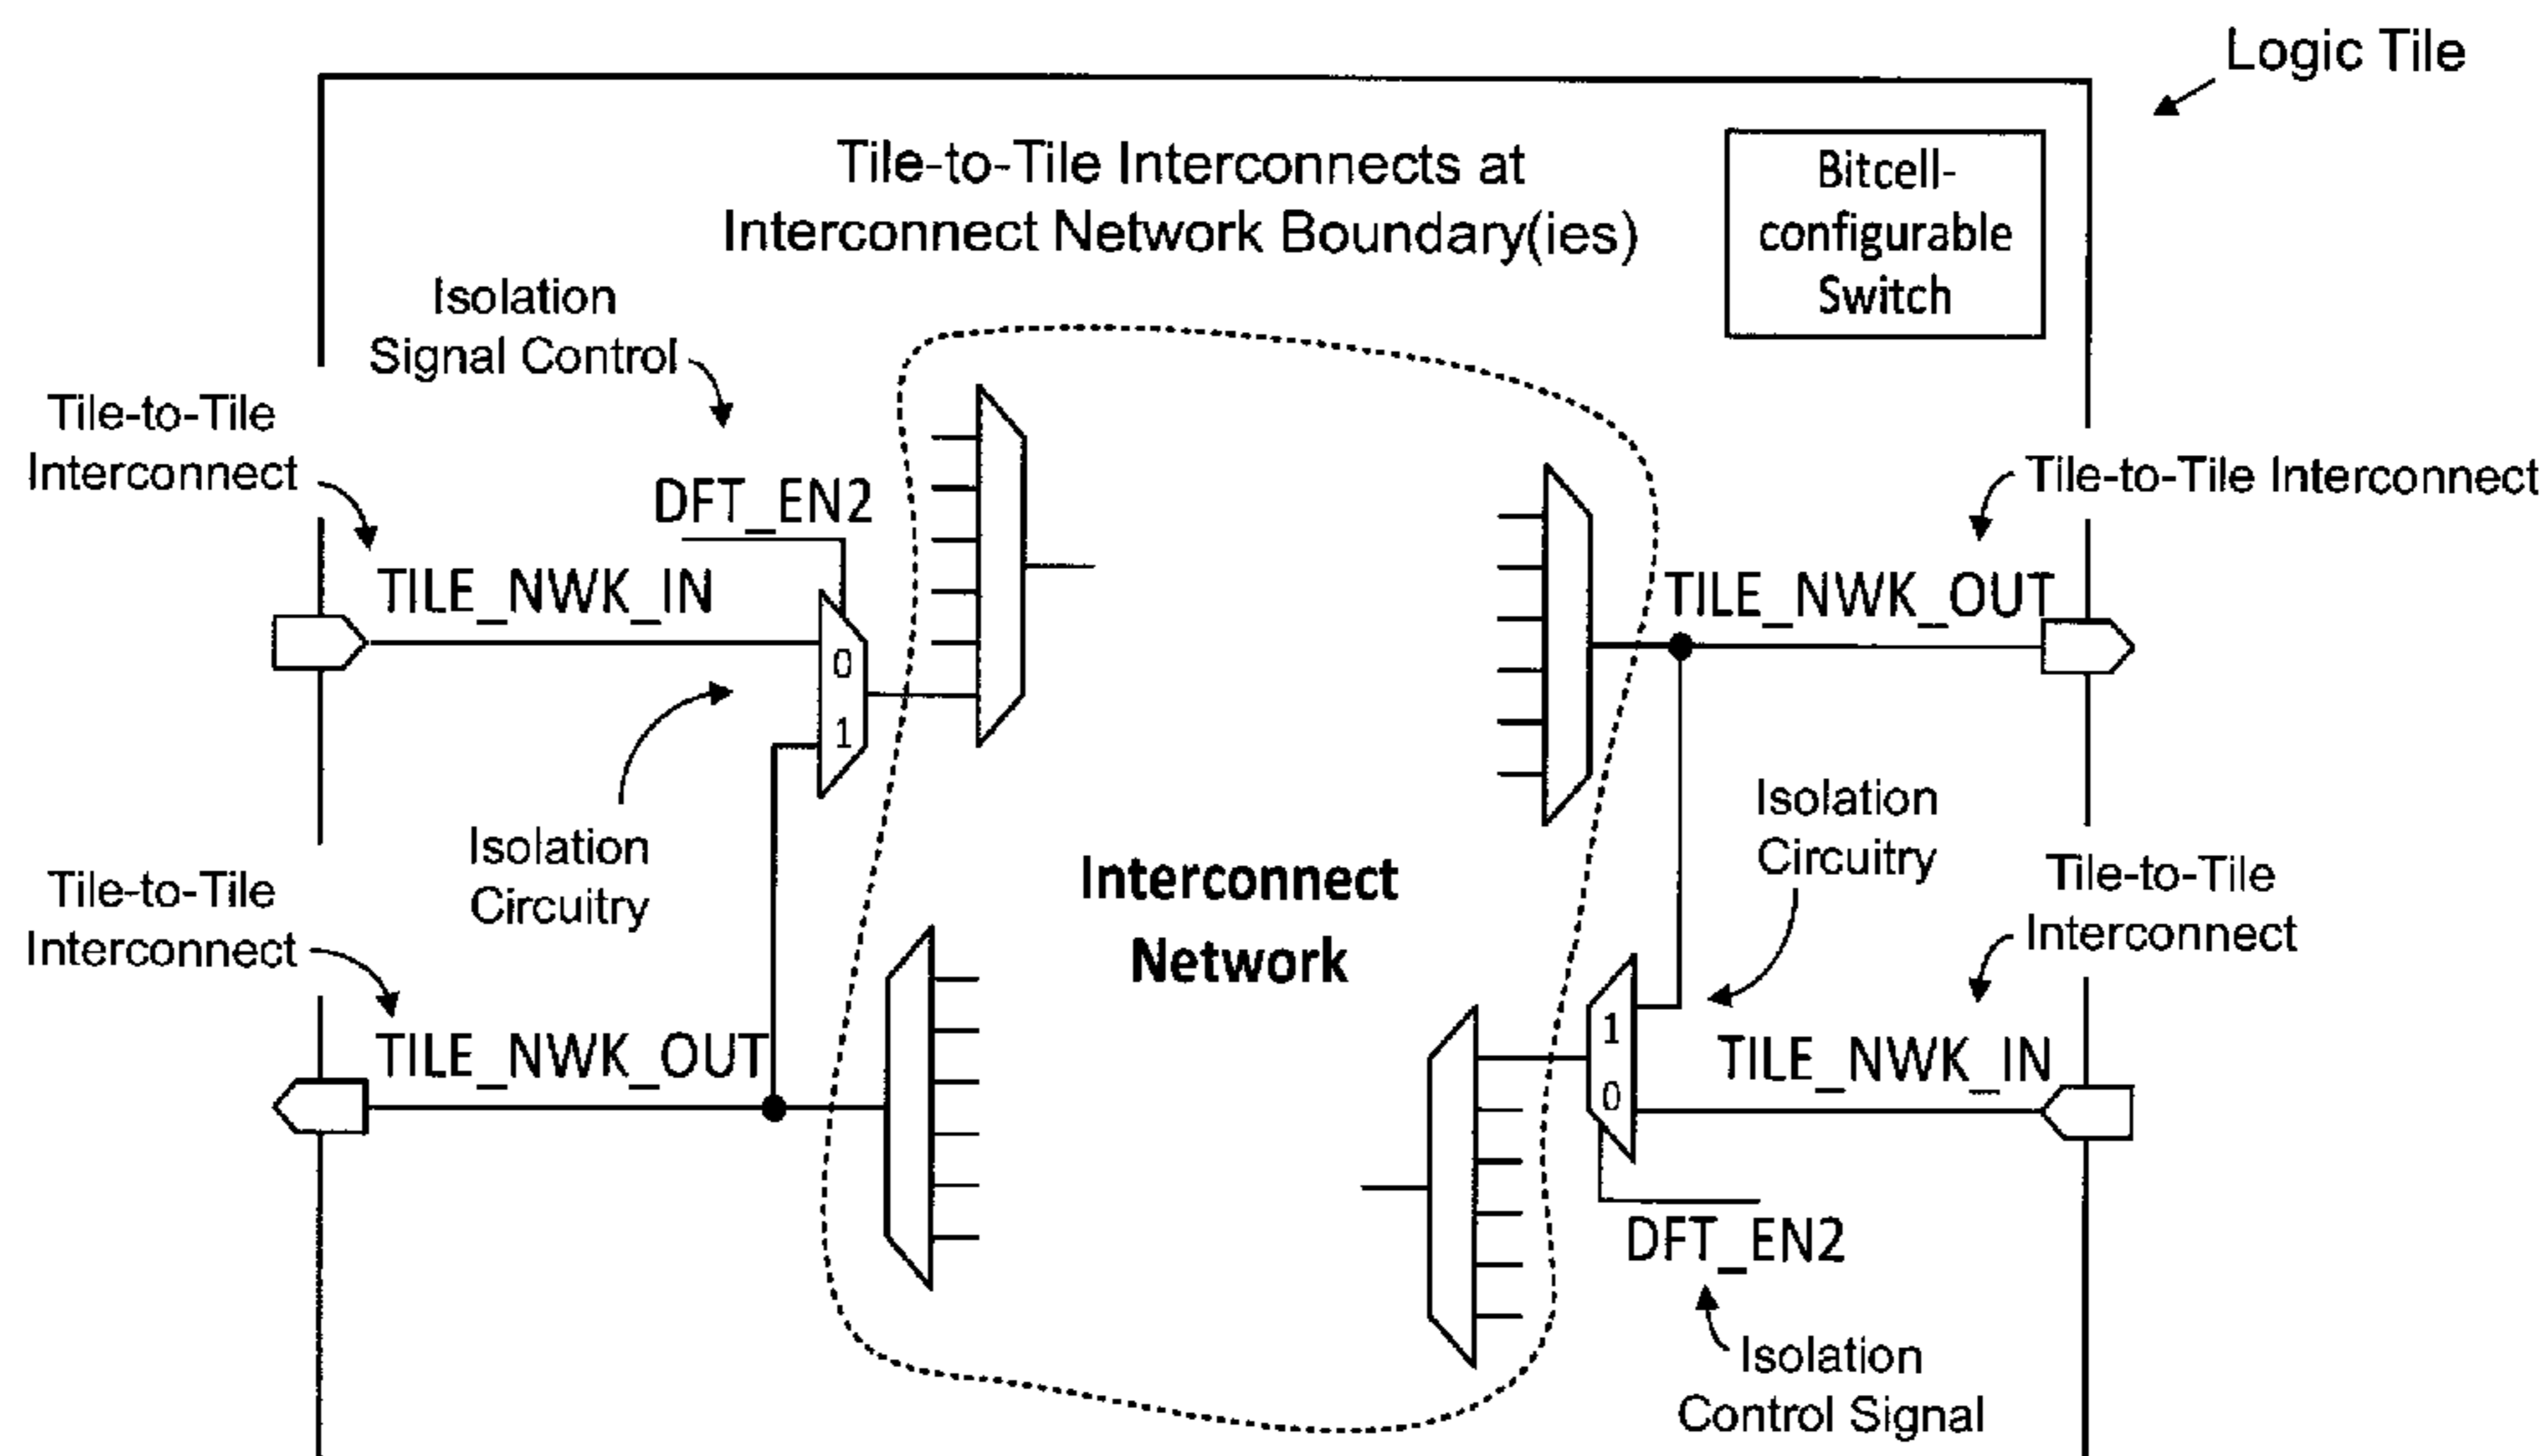 Logic Tile
Tile-to-Tile Interconnects at
Interconnect Network Boundary(ies)
Bitcell-
configurable
Switch
Isolation
Signal Control
Tile-to-Tile
Interconnect
DFT_EN2
TILE_NWK_IN
0
1
Isolation
Circuitry
Tile-to-Tile
Interconnect
TILE_NWK_OUT
Interconnect
Network
Tile-to-Tile Interconnect
TILE_NWK_OUT
Isolation
Circuitry
Tile-to-Tile
Interconnect
1
0
TILE_NWK_IN
DFT_EN2
Isolation
Control Signal